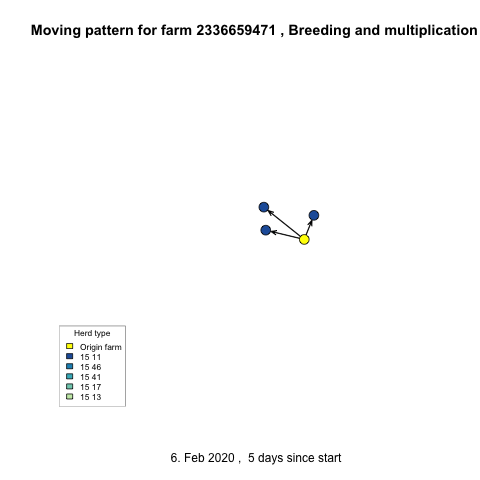 Moving pattern for farm 2336659471 , Breeding and multiplication
Herd type
Origin farm
15 11
15 46
15 41
15 17
15 13
6. Feb 2020 ,  5 days since start